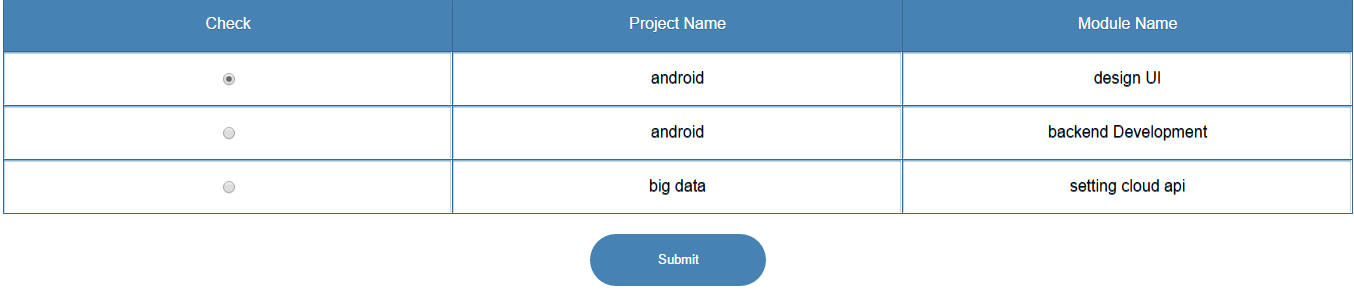 Check Project Name Module Name
android design UI
android backend Development
big data setting cloud api
Submit